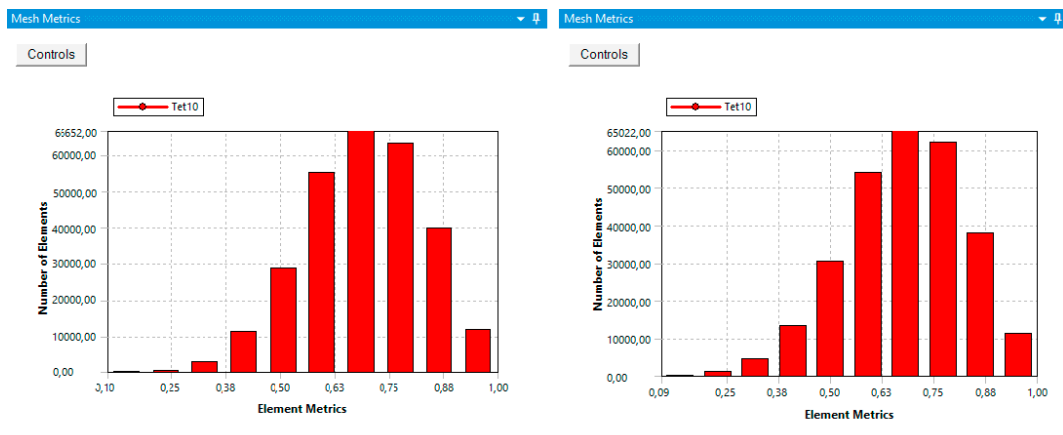 Mesh Metrics
Controls
Tet10
66652,00
60000,00
50000,00
40000,00
30000,00
20000,00
10000,00
0,00
Number of Elements
0,10 0,25 0,38 0,50 0,63 0,75 0,88 1,00
Element Metrics
Mesh Metrics
Controls
Tet10
65022,00
60000,00
50000,00
40000,00
30000,00
20000,00
10000,00
0,00
Number of Elements
0,09 0,25 0,38 0,50 0,63 0,75 0,88 1,00
Element Metrics